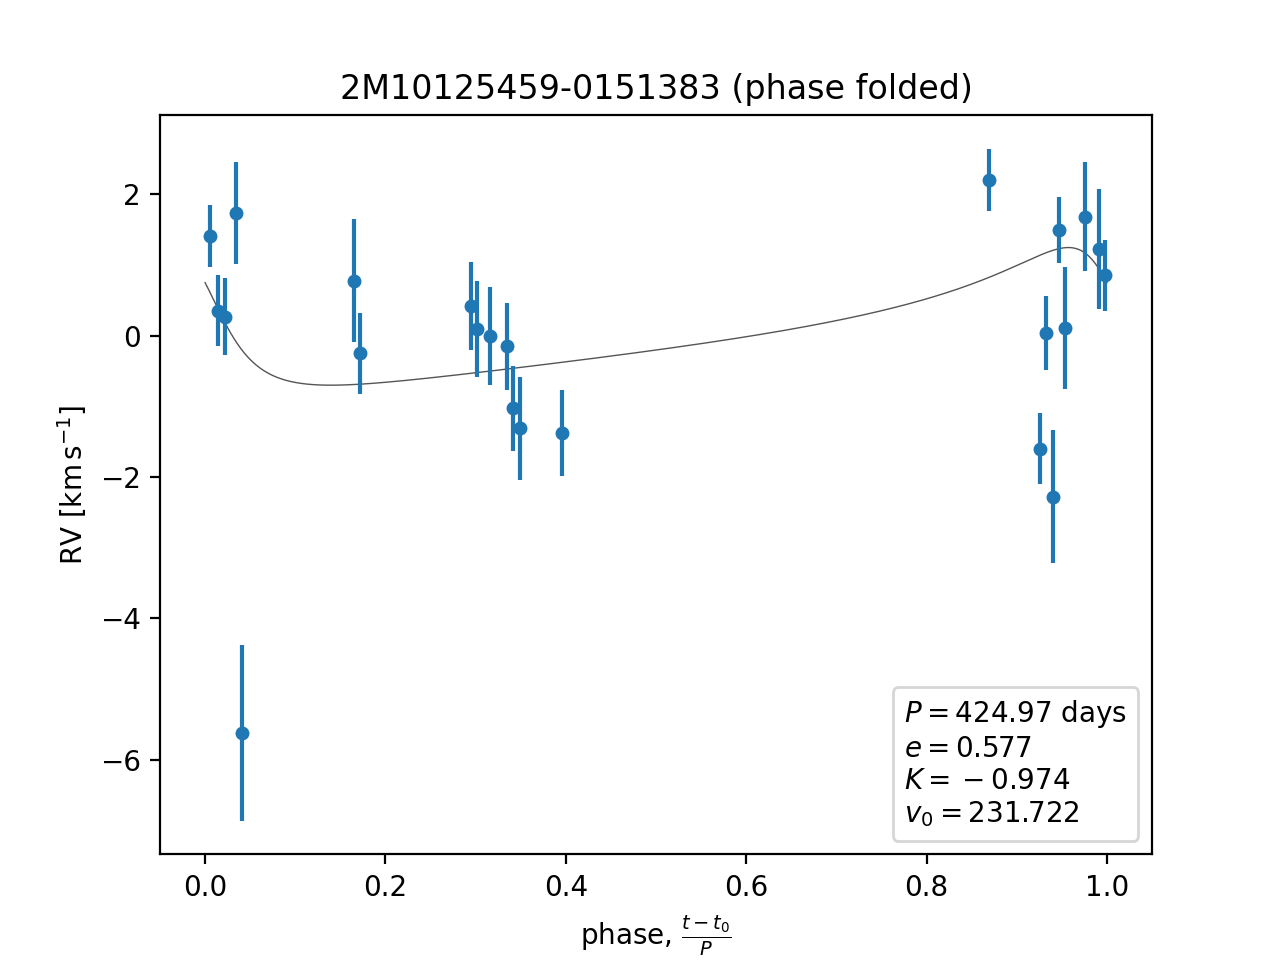 2M10125459-0151383 (phase folded)
2
0
−2
−4
−6
RV [km s⁻¹]
P = 424.97 days
e = 0.577
K = −0.974
v₀ = 231.722
0.0 0.2 0.4 0.6 0.8 1.0
phase, (t − t₀)/P